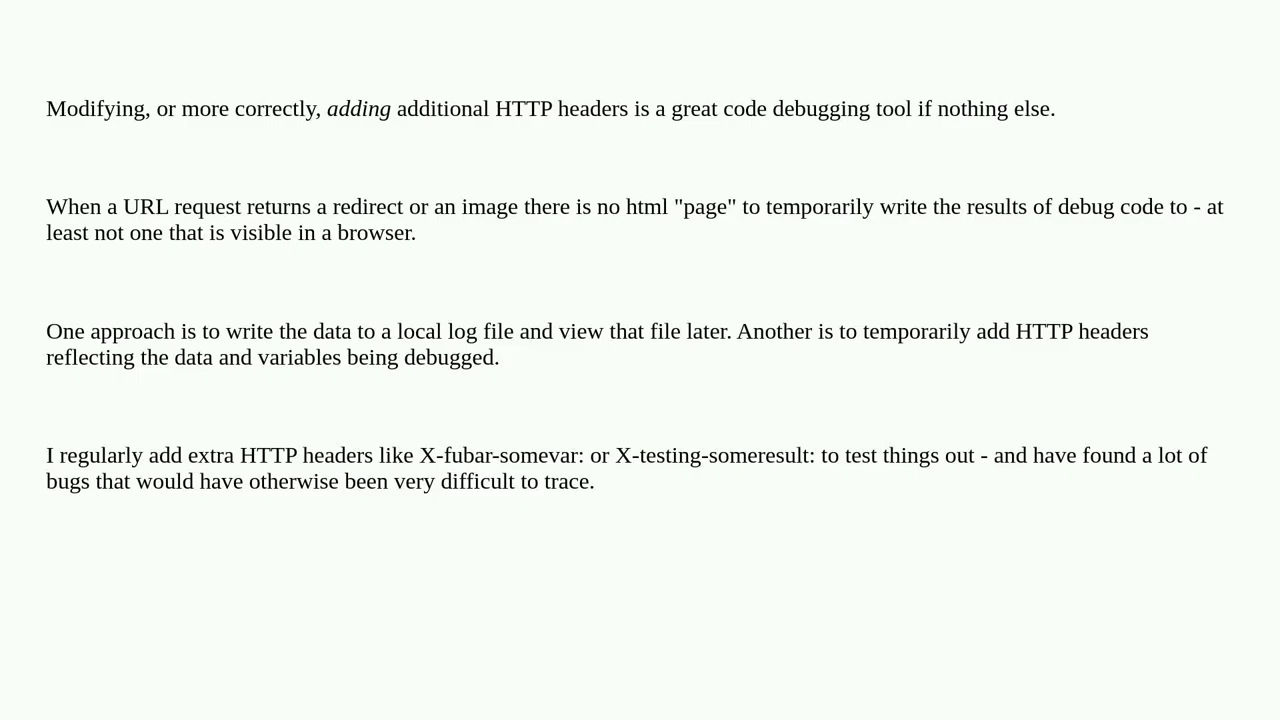 Modifying, or more correctly, adding additional HTTP headers is a great code debugging tool if nothing else.
When a URL request returns a redirect or an image there is no html "page" to temporarily write the results of debug code to - at
least not one that is visible in a browser.
One approach is to write the data to a local log file and view that file later. Another is to temporarily add HTTP headers
reflecting the data and variables being debugged.
I regularly add extra HTTP headers like X-fubar-somevar: or X-testing-someresult: to test things out - and have found a lot of
bugs that would have otherwise been very difficult to trace.